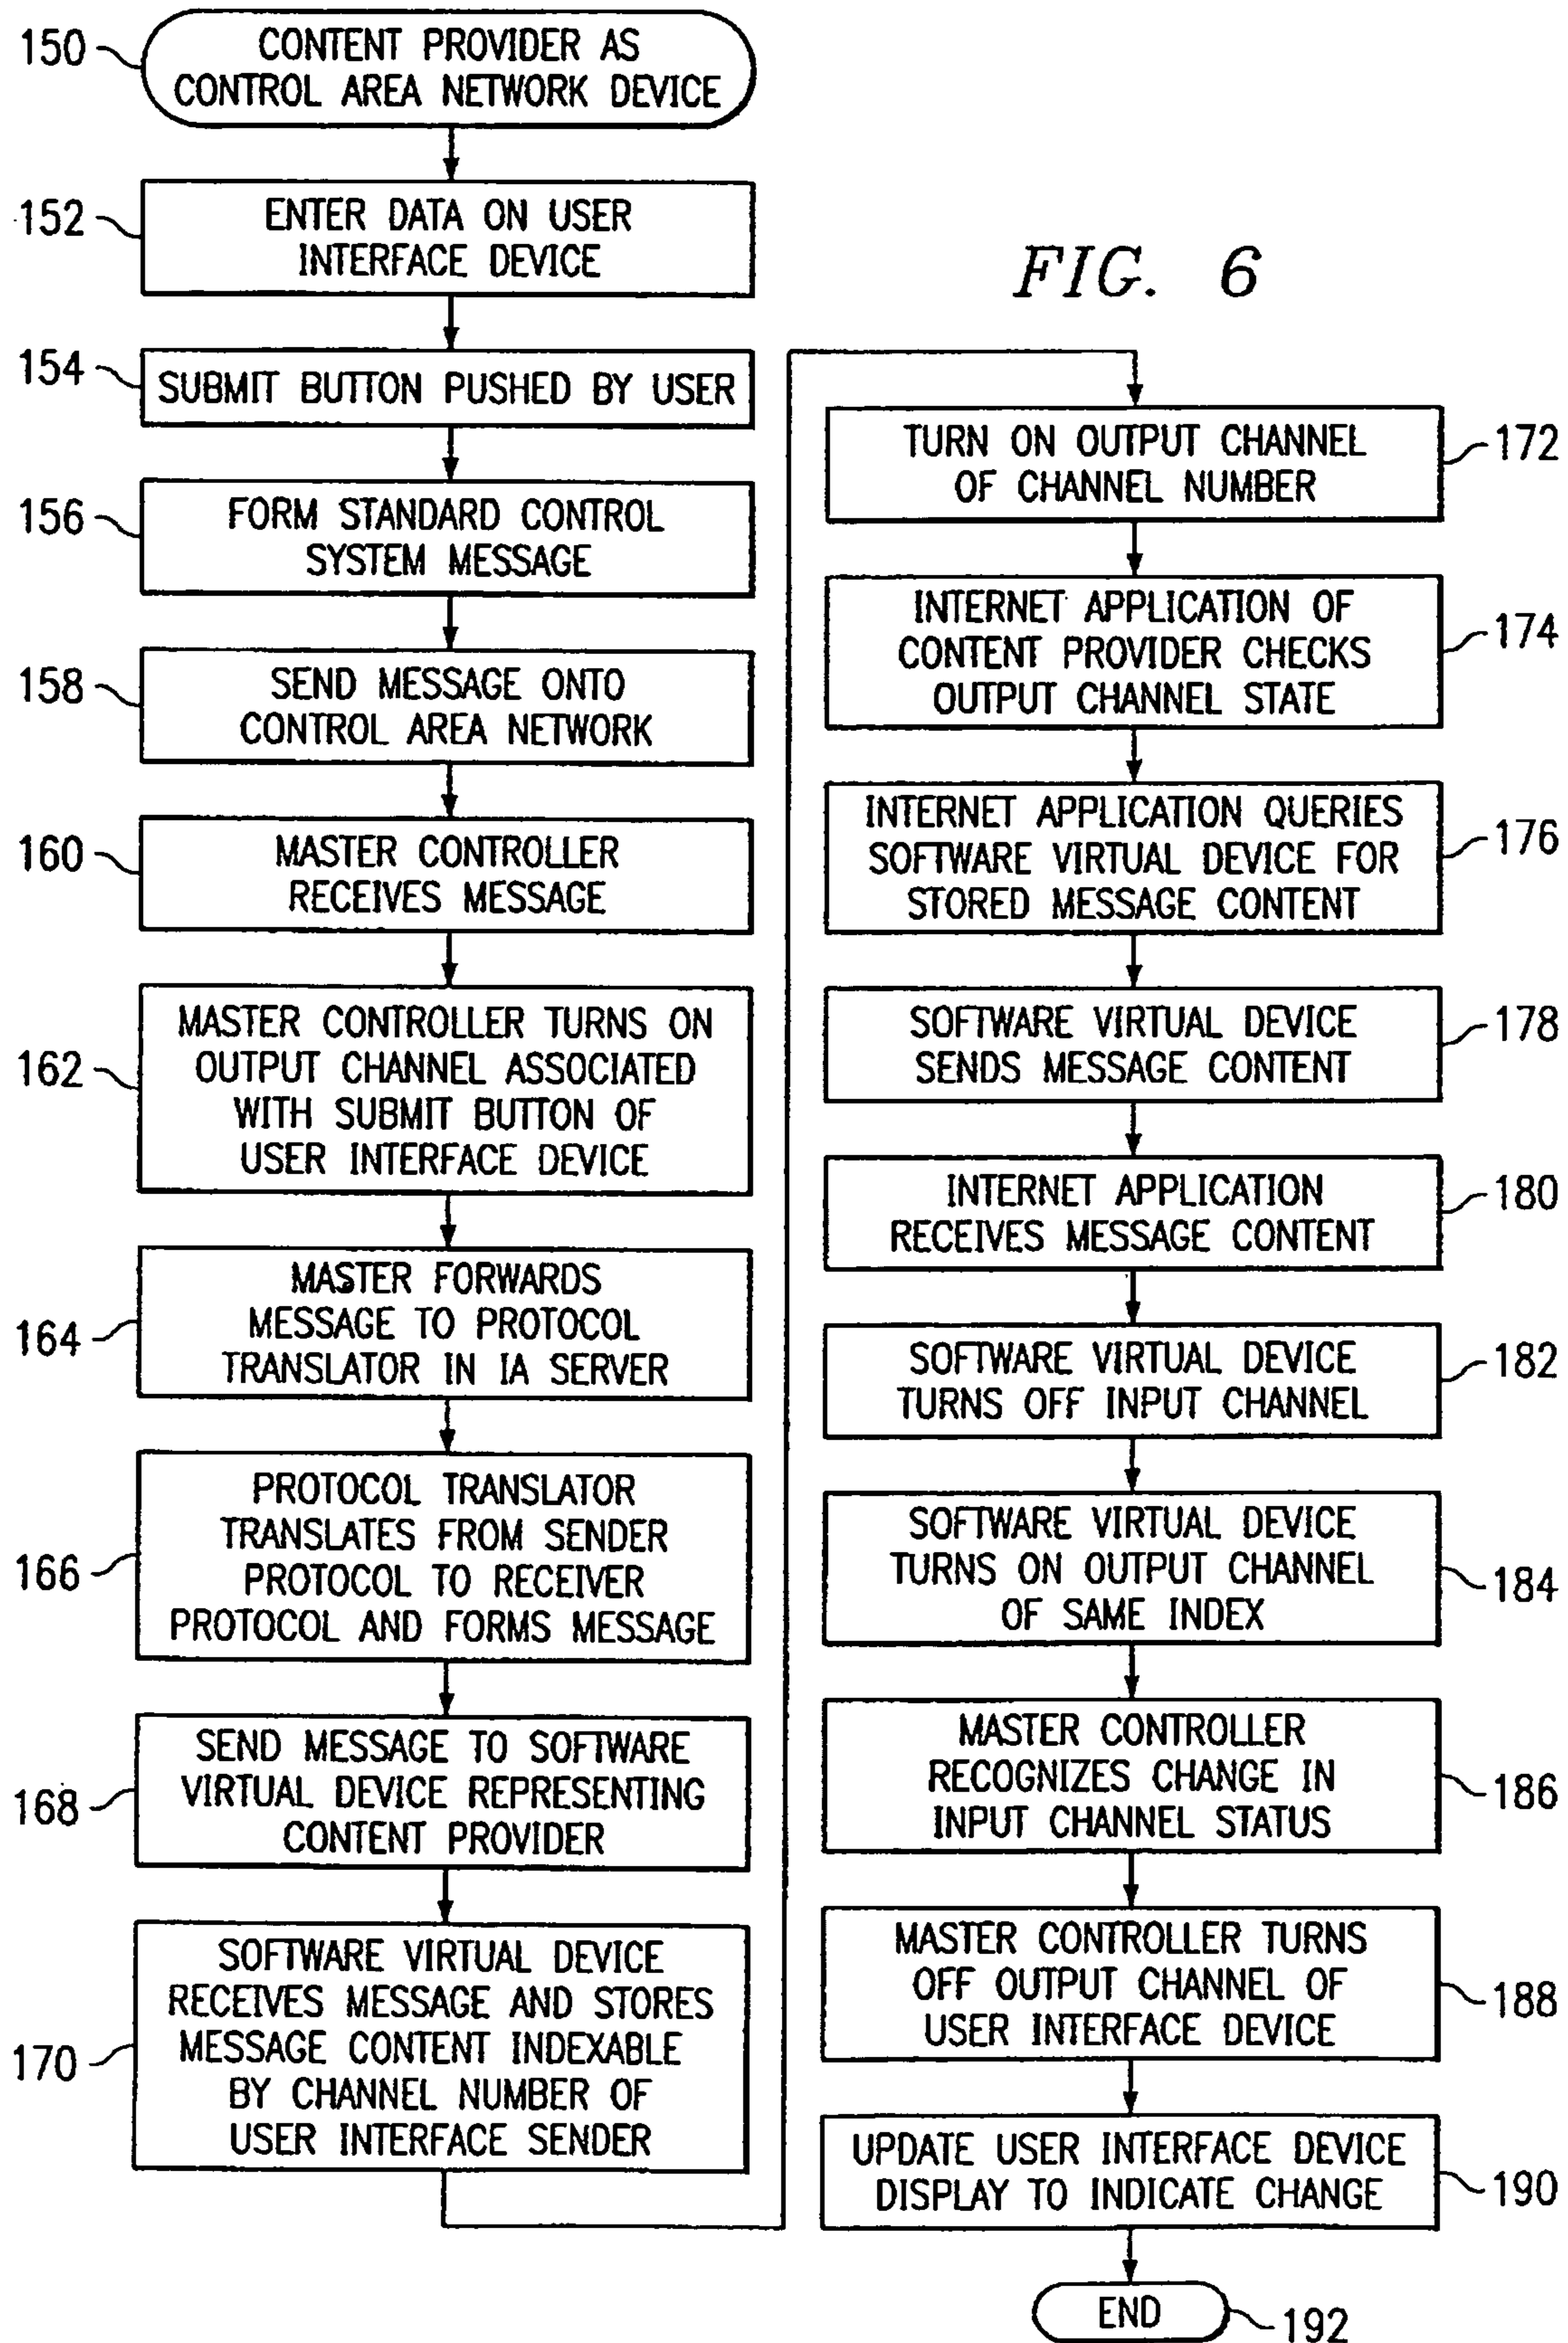 150
CONTENT PROVIDER AS
CONTROL AREA NETWORK DEVICE
152
ENTER DATA ON USER
INTERFACE DEVICE
154
SUBMIT BUTTON PUSHED BY USER
156
FORM STANDARD CONTROL
SYSTEM MESSAGE
158
SEND MESSAGE ONTO
CONTROL AREA NETWORK
160
MASTER CONTROLLER
RECEIVES MESSAGE
162
MASTER CONTROLLER TURNS ON
OUTPUT CHANNEL ASSOCIATED
WITH SUBMIT BUTTON OF
USER INTERFACE DEVICE
164
MASTER FORWARDS
MESSAGE TO PROTOCOL
TRANSLATOR IN IA SERVER
166
PROTOCOL TRANSLATOR
TRANSLATES FROM SENDER
PROTOCOL TO RECEIVER
PROTOCOL AND FORMS MESSAGE
168
SEND MESSAGE TO SOFTWARE
VIRTUAL DEVICE REPRESENTING
CONTENT PROVIDER
170
SOFTWARE VIRTUAL DEVICE
RECEIVES MESSAGE AND STORES
MESSAGE CONTENT INDEXABLE
BY CHANNEL NUMBER OF
USER INTERFACE SENDER
FIG. 6
TURN ON OUTPUT CHANNEL
OF CHANNEL NUMBER
172
INTERNET APPLICATION OF
CONTENT PROVIDER CHECKS
OUTPUT CHANNEL STATE
174
INTERNET APPLICATION QUERIES
SOFTWARE VIRTUAL DEVICE FOR
STORED MESSAGE CONTENT
176
SOFTWARE VIRTUAL DEVICE
SENDS MESSAGE CONTENT
178
INTERNET APPLICATION
RECEIVES MESSAGE CONTENT
180
SOFTWARE VIRTUAL DEVICE
TURNS OFF INPUT CHANNEL
182
SOFTWARE VIRTUAL DEVICE
TURNS ON OUTPUT CHANNEL
OF SAME INDEX
184
MASTER CONTROLLER
RECOGNIZES CHANGE IN
INPUT CHANNEL STATUS
186
MASTER CONTROLLER TURNS
OFF OUTPUT CHANNEL OF
USER INTERFACE DEVICE
188
UPDATE USER INTERFACE DEVICE
DISPLAY TO INDICATE CHANGE
190
END
192